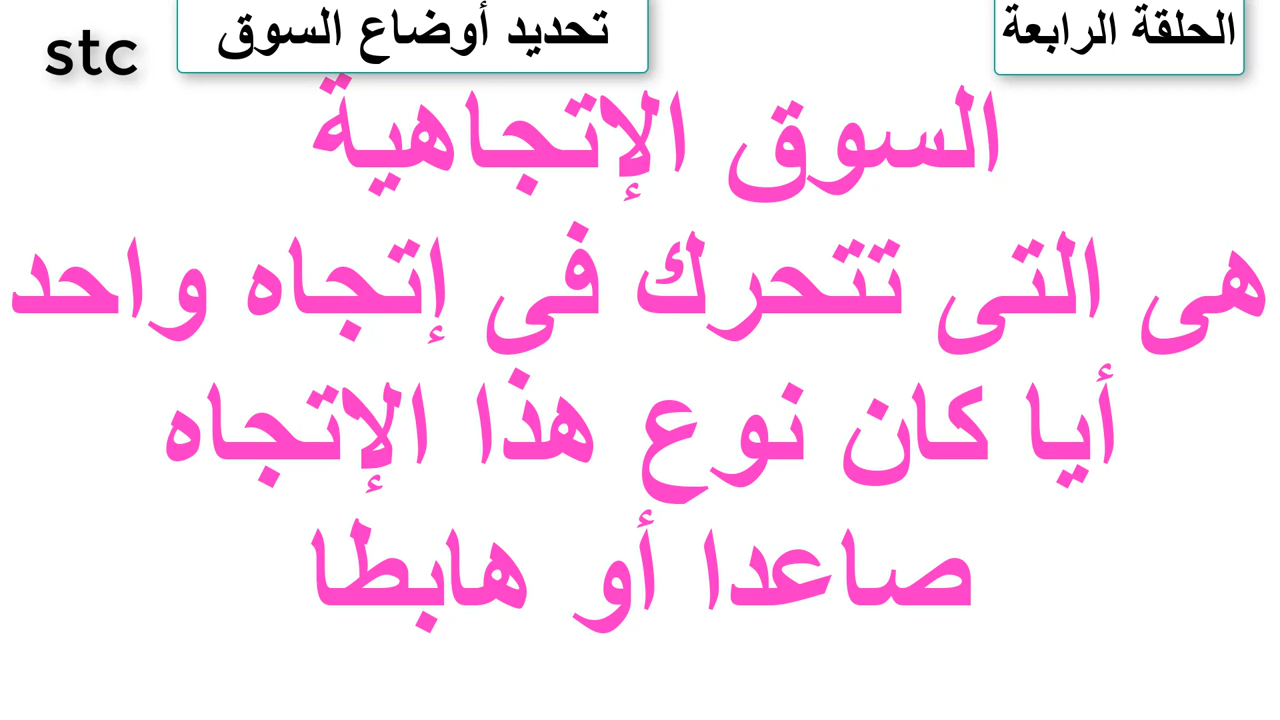 الحلقة الرابعة
تحديد أوضاع السوق
stc
السوق الإتجاهية
هى التى تتحرك فى إتجاه واحد
أيا كان نوع هذا الإتجاه
صاعدا أو هابطا